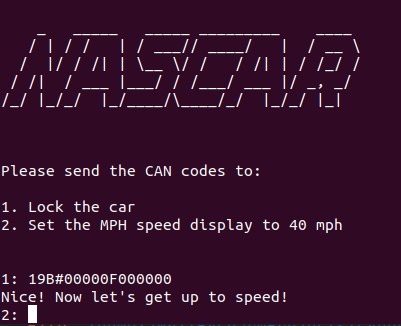 NASCAR
Please send the CAN codes to:
1. Lock the car
2. Set the MPH speed display to 40 mph
1: 19B#00000F000000
Nice! Now let's get up to speed!
2: